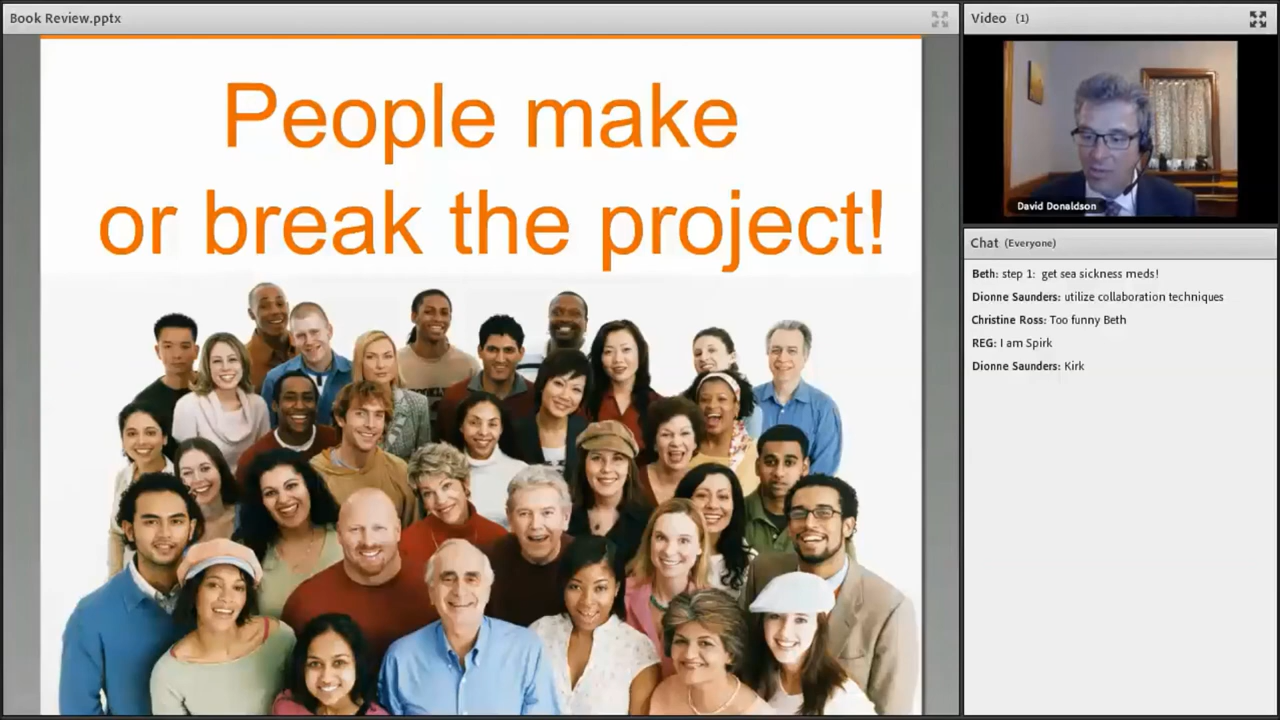 Book Review.pptx
People make
or break the project!
Video (1)
David Donaldson
Chat (Everyone)
Beth: step 1: get sea sickness meds!
Dionne Saunders: utilize collaboration techniques
Christine Ross: Too funny Beth
REG: I am Spirk
Dionne Saunders: Kirk